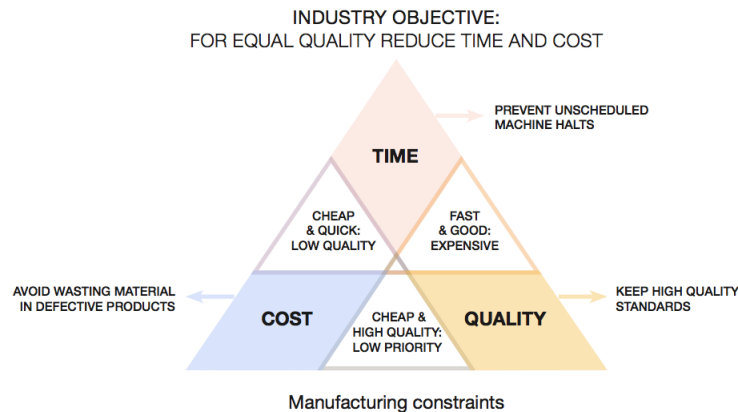 INDUSTRY OBJECTIVE:
FOR EQUAL QUALITY REDUCE TIME AND COST
PREVENT UNSCHEDULED
MACHINE HALTS
TIME
CHEAP
& QUICK:
LOW QUALITY
FAST
& GOOD:
EXPENSIVE
AVOID WASTING MATERIAL
IN DEFECTIVE PRODUCTS
COST
CHEAP &
HIGH QUALITY:
LOW PRIORITY
QUALITY
KEEP HIGH QUALITY
STANDARDS
Manufacturing constraints